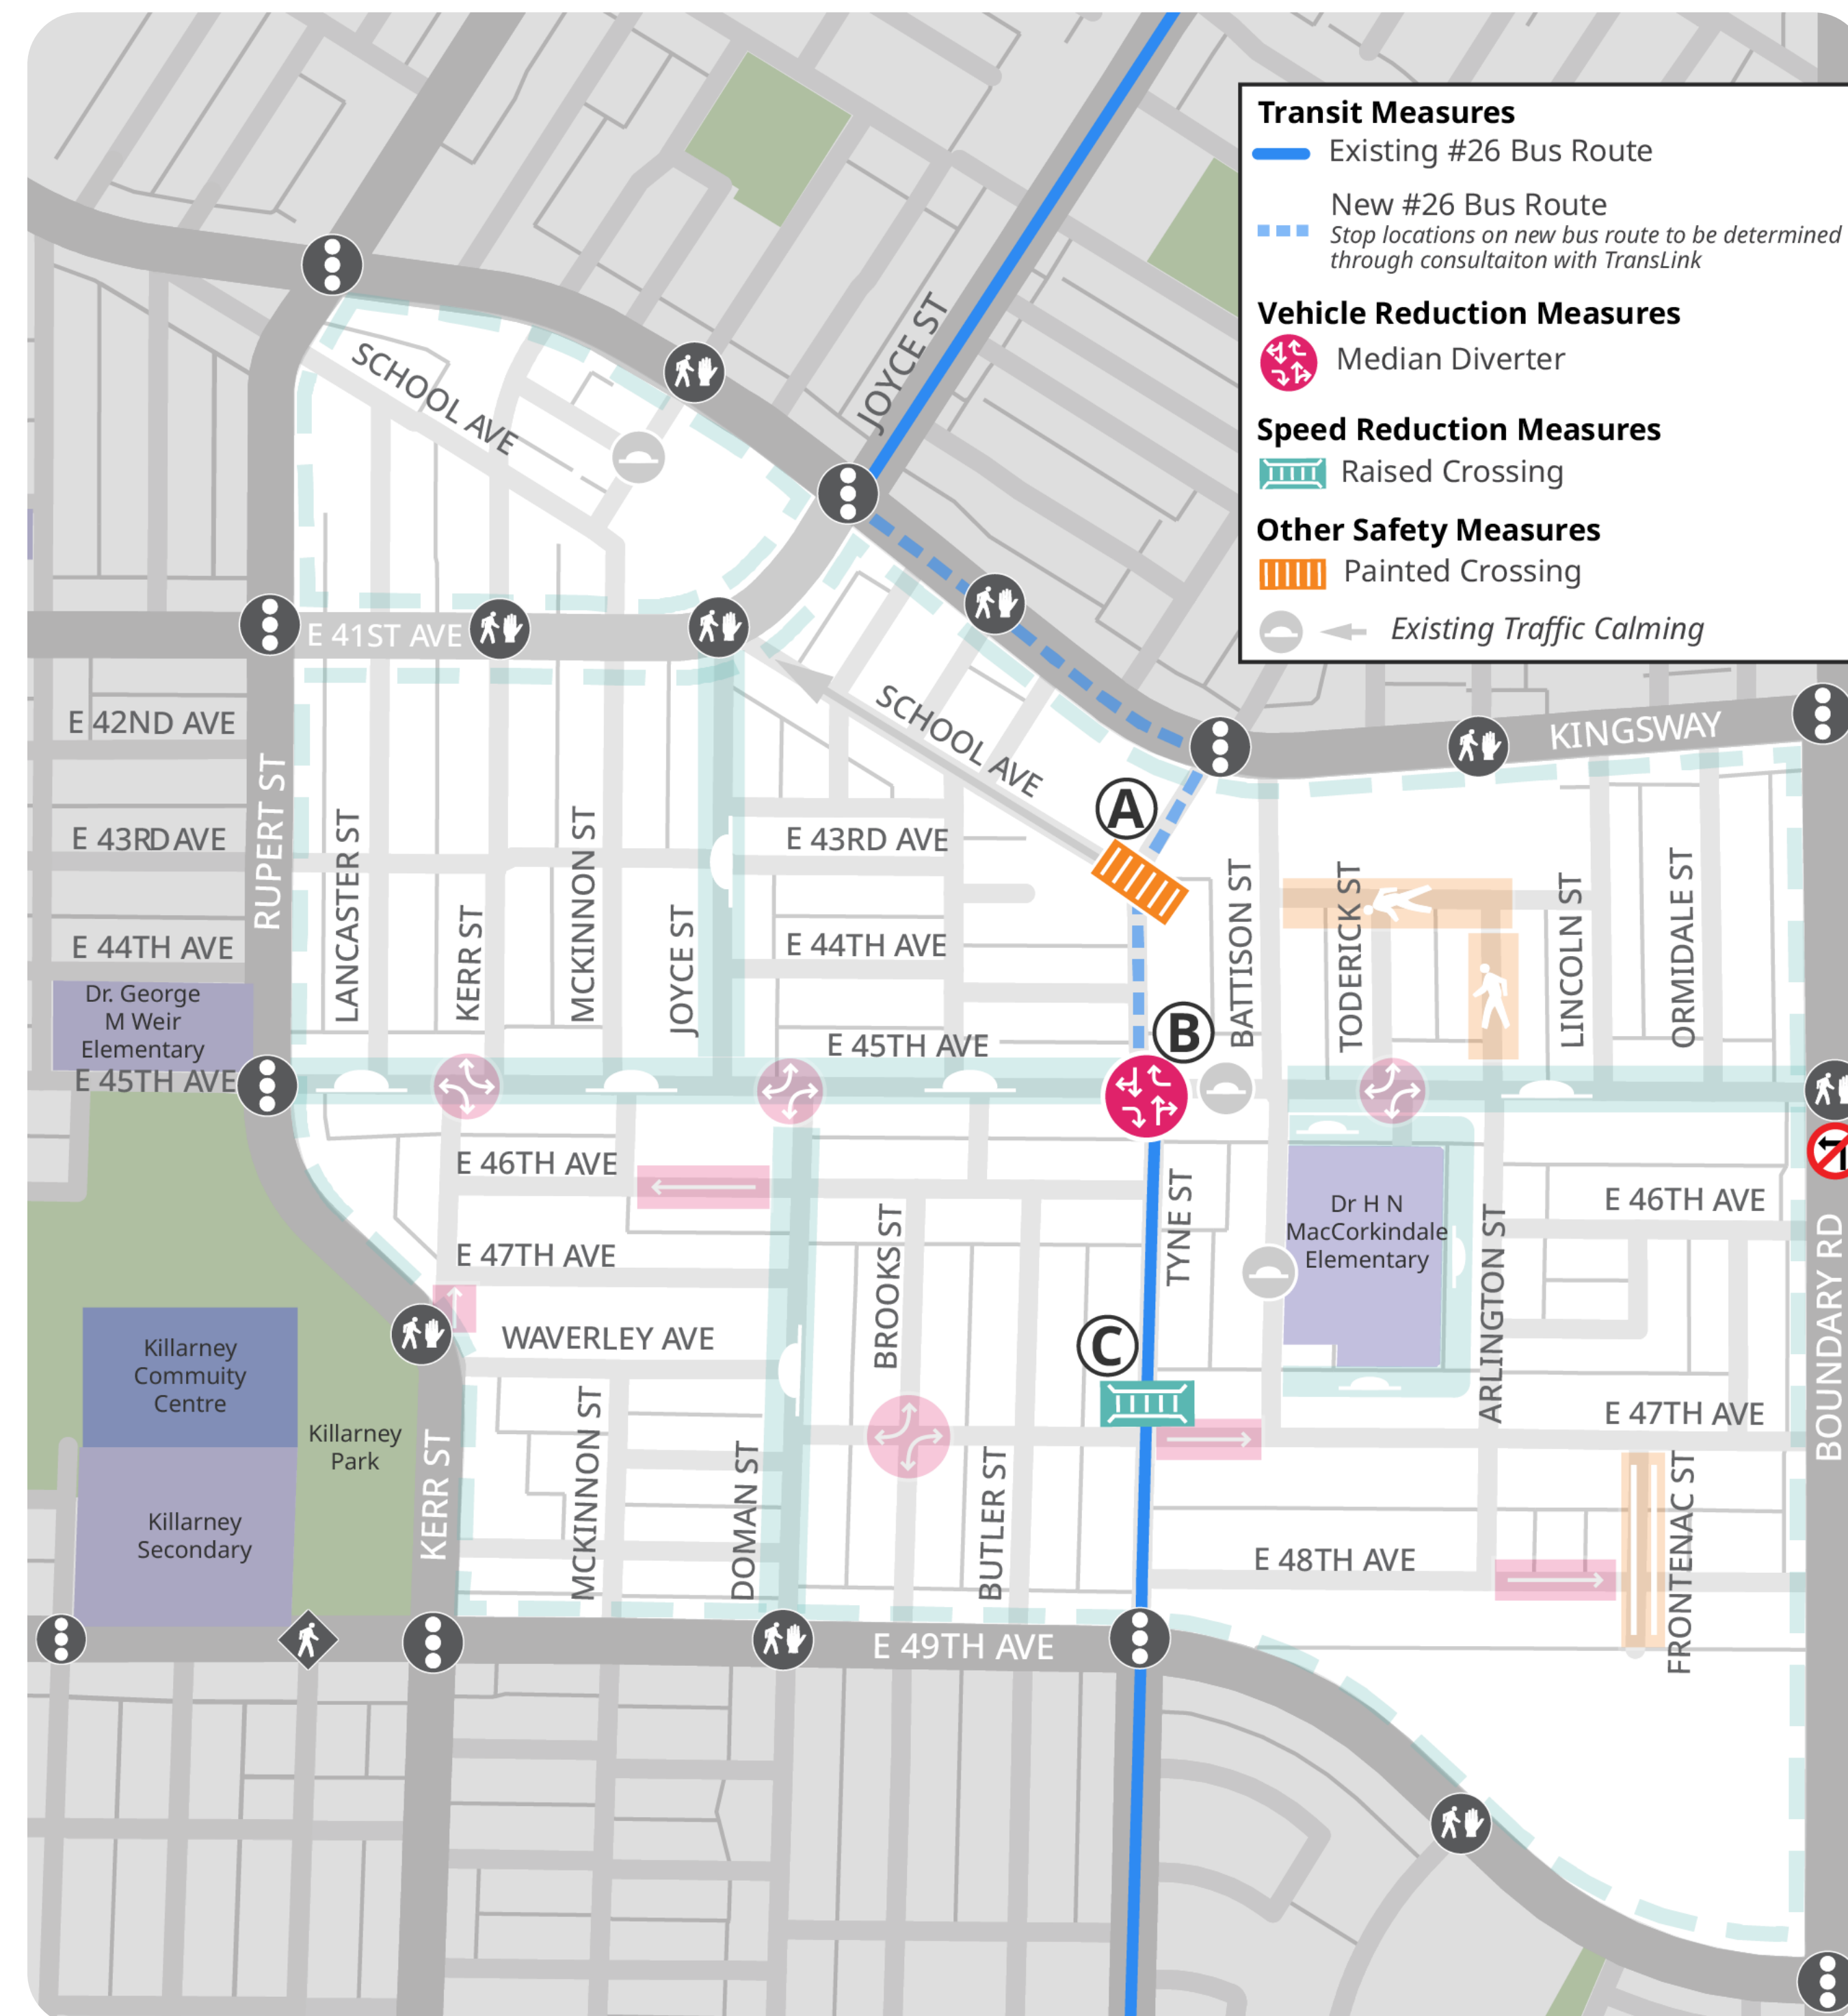 Transit Measures
Existing #26 Bus Route
New #26 Bus Route
Stop locations on new bus route to be determined
through consultaiton with TransLink
Vehicle Reduction Measures
Median Diverter
Speed Reduction Measures
Raised Crossing
Other Safety Measures
Painted Crossing
Existing Traffic Calming
JOYCE ST
SCHOOL AVE
E 41ST AVE
SCHOOL AVE
KINGSWAY
E 42ND AVE
RUPERT ST
A
E 43RD AVE
LANCASTER ST
KERR ST
MCKINNON ST
JOYCE ST
E 43RD AVE
BATTISON ST
TODERICK ST
LINCOLN ST
ORMIDALE ST
E 44TH AVE
E 44TH AVE
Dr. George
M Weir
Elementary
E 45TH AVE
E 45TH AVE
B
E 46TH AVE
BROOKS ST
TYNE ST
Dr H N
MacCorkindale
Elementary
ARLINGTON ST
E 46TH AVE
BOUNDARY RD
E 47TH AVE
WAVERLEY AVE
C
Killarney
Commuity
Centre
Killarney
Park
KERR ST
MCKINNON ST
DOMAN ST
BUTLER ST
E 47TH AVE
Killarney
Secondary
E 48TH AVE
FRONTENAC ST
E 49TH AVE